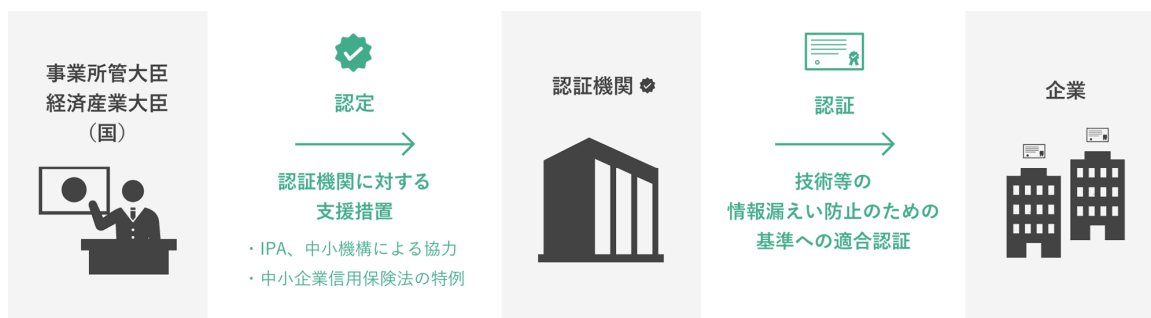 事業所管大臣
経済産業大臣
（国）
認定
認証機関に対する
支援措置
・IPA、中小機構による協力
・中小企業信用保険法の特例
認証機関
認証
技術等の
情報漏えい防止のための
基準への適合認証
企業